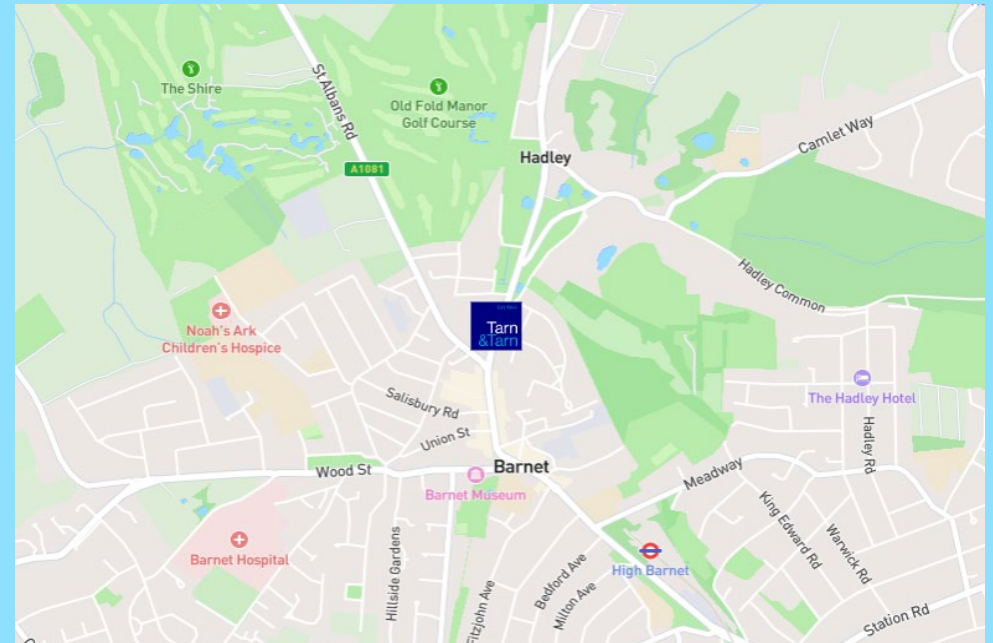 The Shire
St Albans Rd
Old Fold Manor
Golf Course
A1081
Hadley
Camlet Way
Hadley Common
Noah's Ark
Children's Hospice
Tarn
&Tarn
The Hadley Hotel
Hadley Rd
Salisbury Rd
Union St
Wood St
Barnet
Barnet Museum
Meadway
Barnet Hospital
Hillside Gardens
Bedford Ave
Milton Ave
High Barnet
King Edward Rd
Warwick Rd
Station Rd